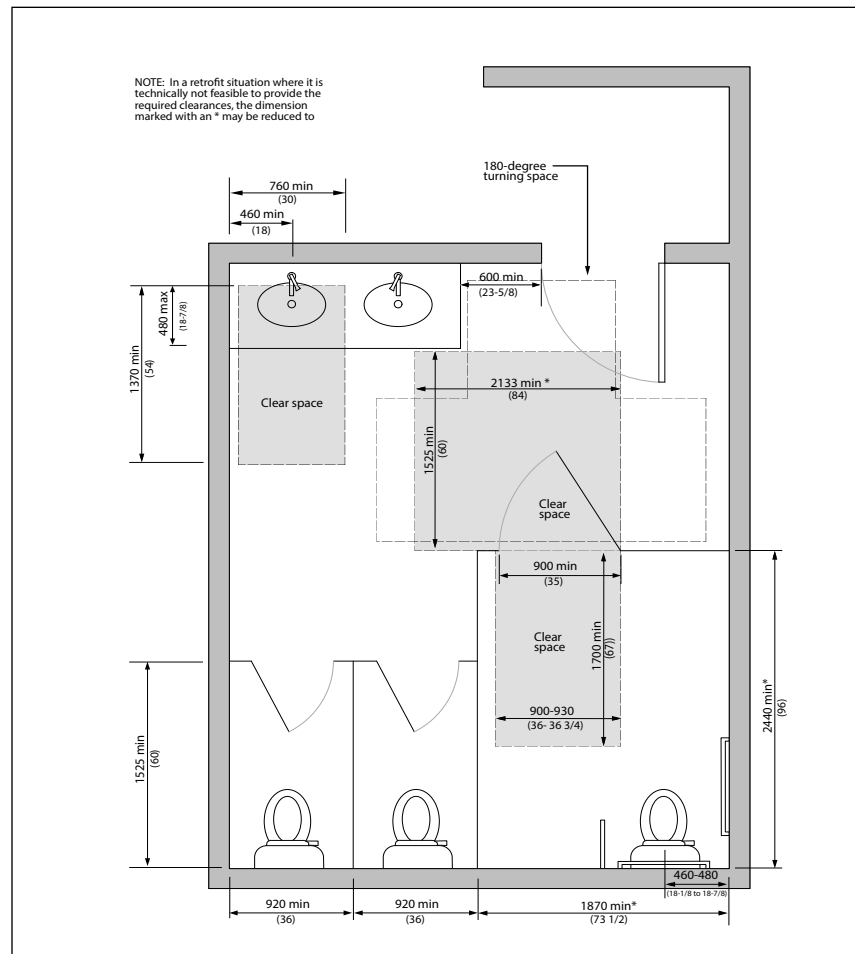 NOTE: In a retrofit situation where it is
technically not feasible to provide the
required clearances, the dimension
marked with an * may be reduced to
180-degree
turning space
760 min
(30)
460 min
(18)
600 min
(23-5/8)
480 max
(18-7/8)
1370 min
(54)
Clear space
2133 min *
(84)
1525 min
(60)
Clear
space
900 min
(35)
Clear
space
1700 min
(67))
900-930
(36- 36 3/4)
2440 min*
(96)
1525 min
(60)
460-480
(18-1/8 to 18-7/8)
920 min
(36)
920 min
(36)
1870 min*
(73 1/2)